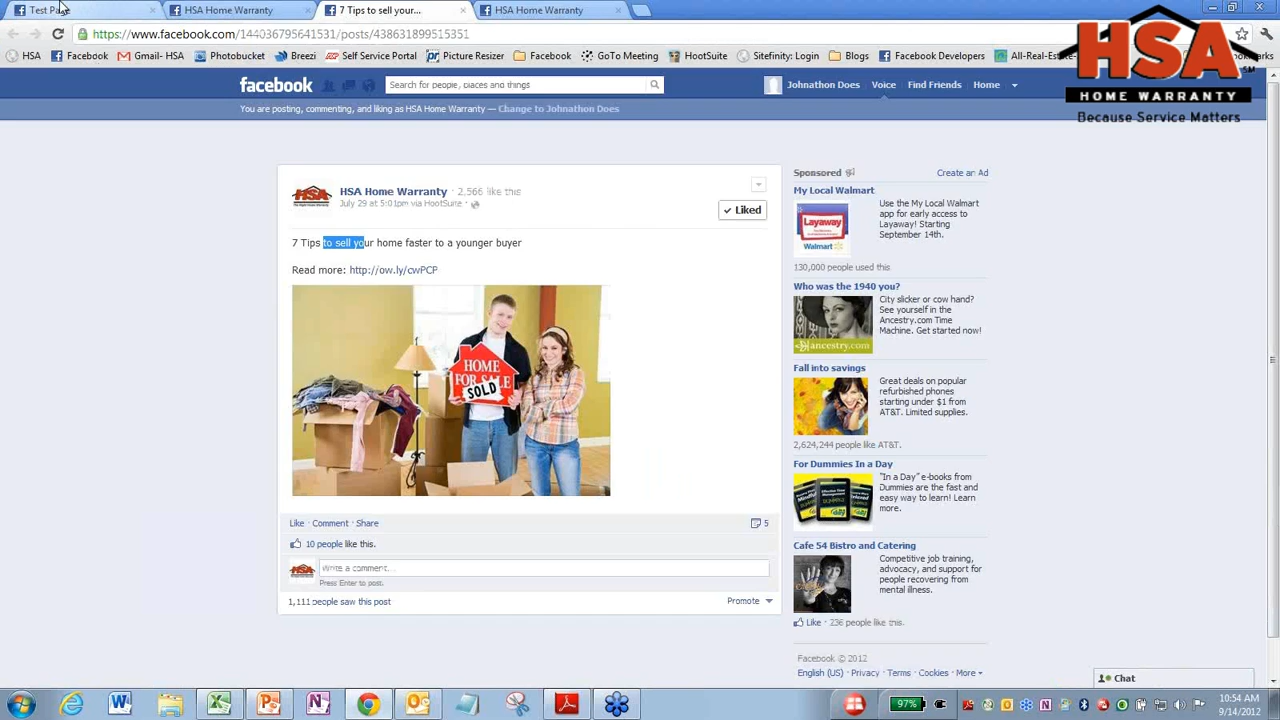 Test Page
HSA Home Warranty
7 Tips to sell your...
HSA Home Warranty
https://www.facebook.com/144036795641531/posts/438631899515351
HSA
Facebook
Gmail- HSA
Photobucket
Brezi
Self Service Portal
Picture Resizer
Facebook
GoTo Meeting
HootSuite
Sitefinity: Login
Blogs
Facebook Developers
HSA SM
HOME WARRANTY
Because Service Matters
facebook
Search for people, places and things
Johnathon Does
Voice
Find Friends
Home
You are posting, commenting, and liking as HSA Home Warranty — Change to Johnathon Does
HSA Home Warranty · 2,566 like this
July 29 at 5:01pm via HootSuite ·
Liked
7 Tips to sell your home faster to a younger buyer
Read more: http://ow.ly/cwPCP
HOME
FOR SALE
SOLD
Like · Comment · Share
5
10 people like this.
Write a comment...
Press Enter to post.
1,111 people saw this post
Promote
Sponsored
Create an Ad
My Local Walmart
Layaway
Walmart
Use the My Local Walmart
app for early access to
Layaway! Starting
September 14th.
130,000 people used this.
Who was the 1940 you?
ancestry.com
City slicker or cow hand?
See yourself in the
Ancestry.com Time
Machine. Get started now!
Fall into savings
Great deals on popular
refurbished phones
starting under $1 from
AT&T. Limited supplies.
2,624,244 people like AT&T.
For Dummies In a Day
"In a Day" e-books from
Dummies are the fast and
easy way to learn! Learn
more.
Cafe 54 Bistro and Catering
Competitive job training,
advocacy, and support for
people recovering from
mental illness.
Like · 236 people like this.
Facebook © 2012
English (US) · Privacy · Terms · Cookies · More
Chat
97%
10:54 AM
9/14/2012